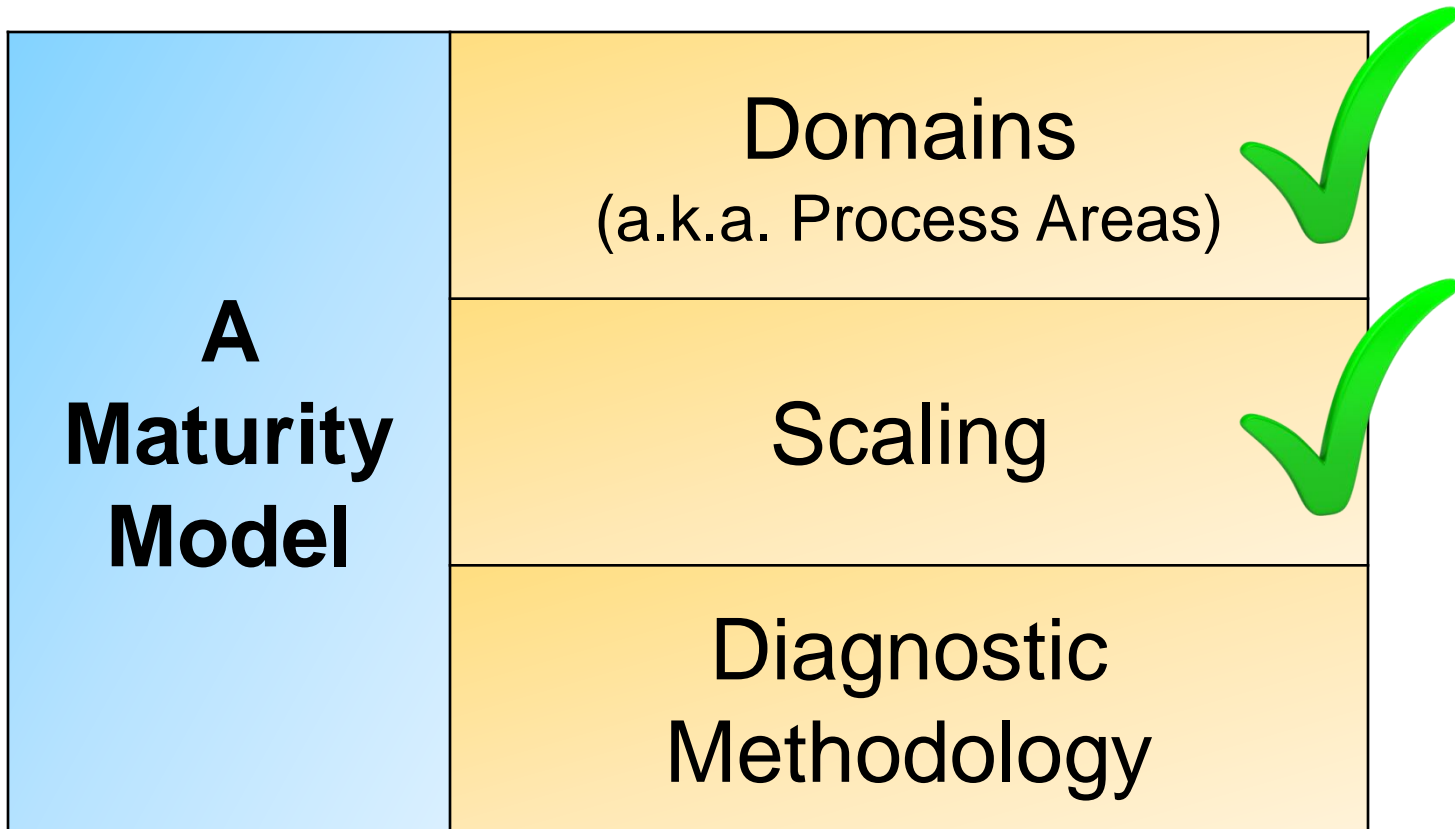 A
Maturity
Model
Domains
(a.k.a. Process Areas)
Scaling
Diagnostic
Methodology